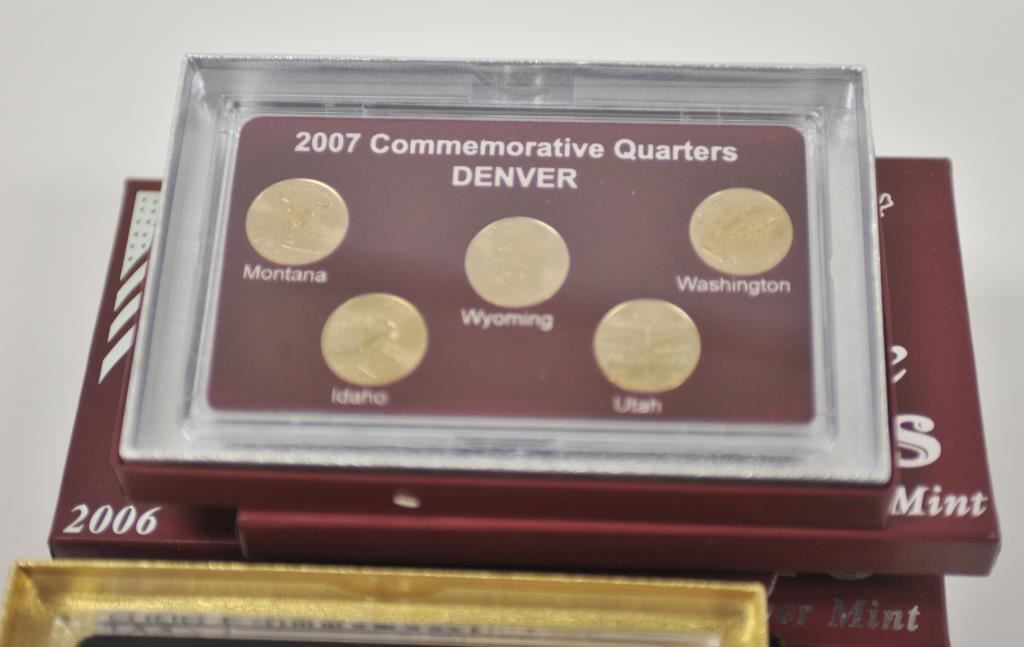 2007 Commemorative Quarters
DENVER
Montana
Washington
Wyoming
Idaho
Utah
2006
Mint
Mint